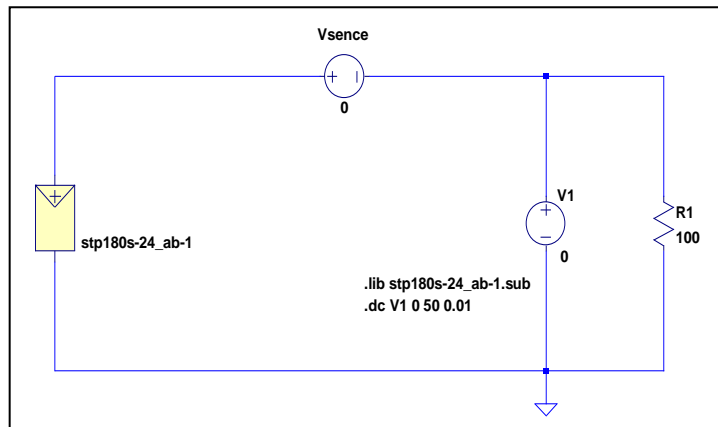 Vsence
0
stp180s-24_ab-1
V1
0
R1
100
.lib stp180s-24_ab-1.sub
.dc V1 0 50 0.01